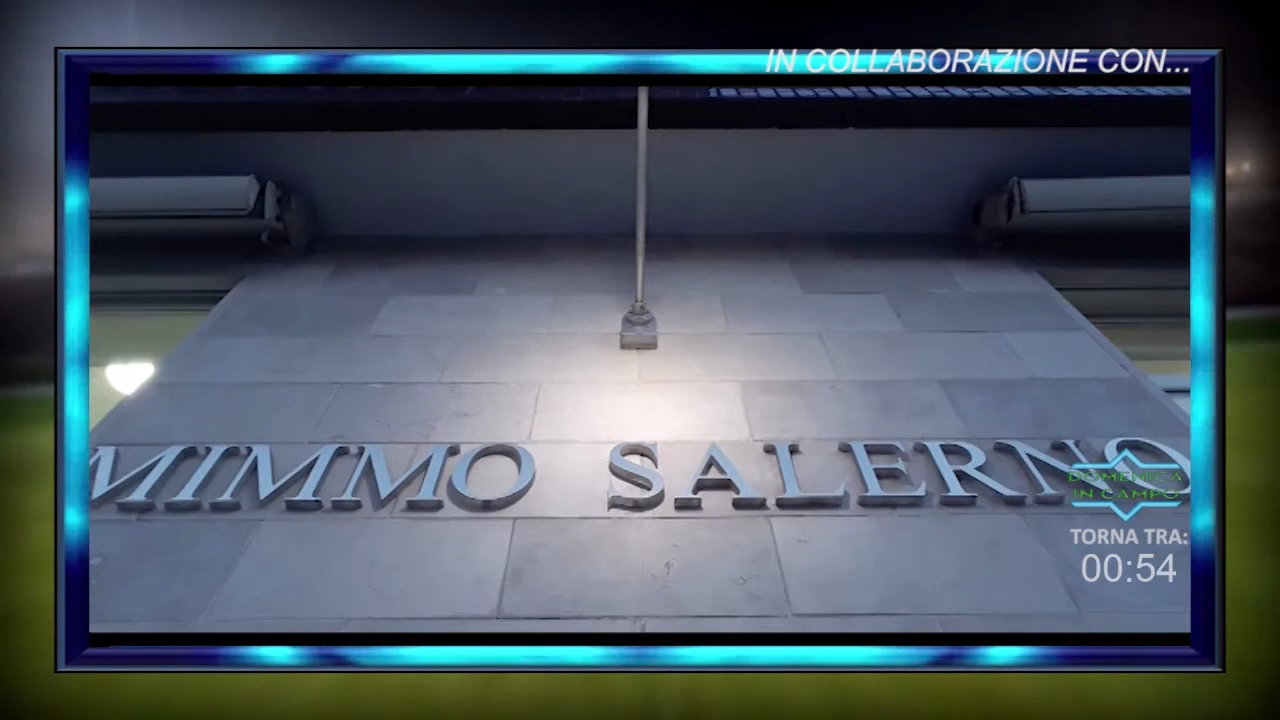 IN COLLABORAZIONE CON...
MIMMO SALERNO
DOMENICA
IN CAMPO
TORNA TRA:
00:54